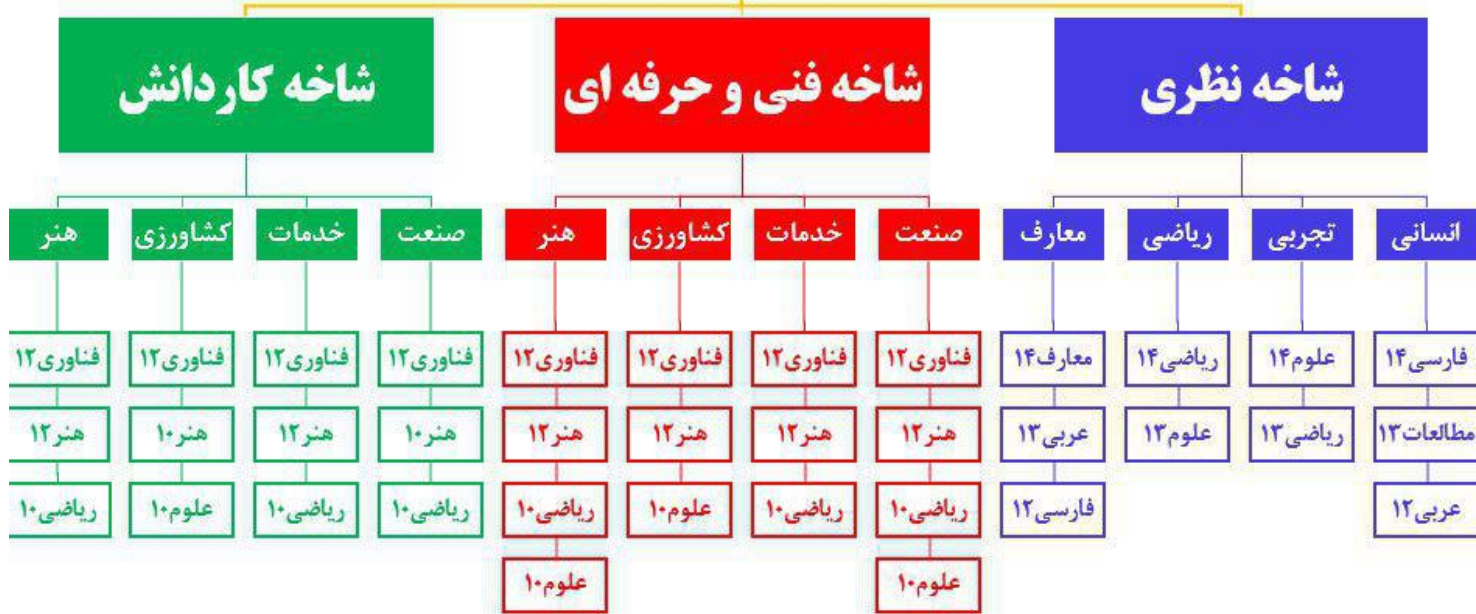 شاخه نظری شاخه فنی و حرفه ای شاخه کاردانش
انسانی تجربی ریاضی معارف صنعت خدمات کشاورزی هنر صنعت خدمات کشاورزی هنر
فارسی۱۴ علوم۱۴ ریاضی۱۴ معارف۱۴ فناوری۱۲ فناوری۱۲ فناوری۱۲ فناوری۱۲ فناوری۱۲ فناوری۱۲ فناوری۱۲ فناوری۱۲
مطالعات۱۳ ریاضی۱۳ علوم۱۳ عربی۱۳ هنر۱۲ هنر۱۲ هنر۱۲ هنر۱۲ هنر۱۰ هنر۱۲ هنر۱۰ هنر۱۲
عربی۱۲ فارسی۱۲ ریاضی۱۰ ریاضی۱۰ علوم۱۰ ریاضی۱۰ ریاضی۱۰ ریاضی۱۰ علوم۱۰ ریاضی۱۰
علوم۱۰ علوم۱۰